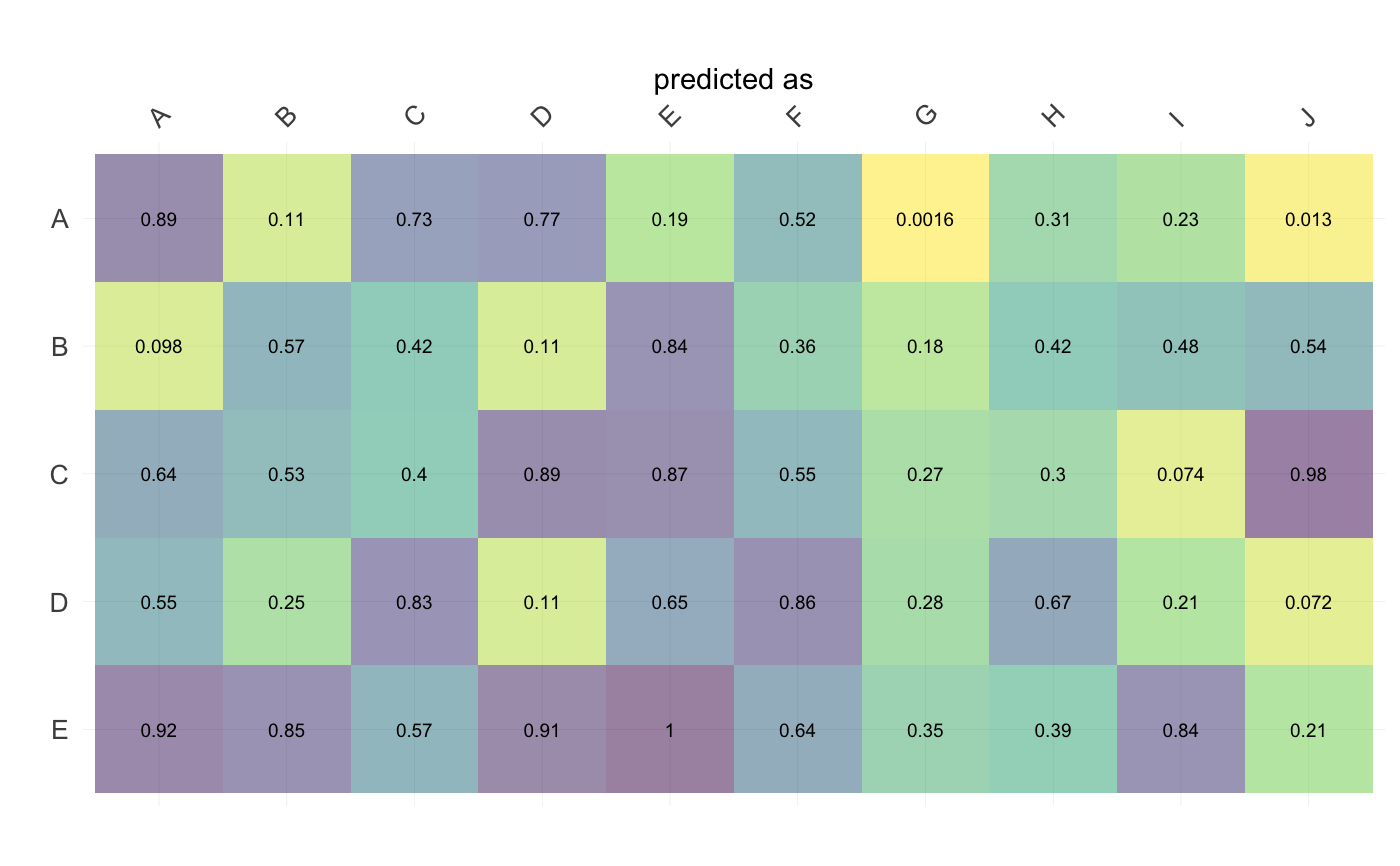 predicted as
A B C D E F G H I J
A 0.89 0.11 0.73 0.77 0.19 0.52 0.0016 0.31 0.23 0.013
B 0.098 0.57 0.42 0.11 0.84 0.36 0.18 0.42 0.48 0.54
C 0.64 0.53 0.4 0.89 0.87 0.55 0.27 0.3 0.074 0.98
D 0.55 0.25 0.83 0.11 0.65 0.86 0.28 0.67 0.21 0.072
E 0.92 0.85 0.57 0.91 1 0.64 0.35 0.39 0.84 0.21